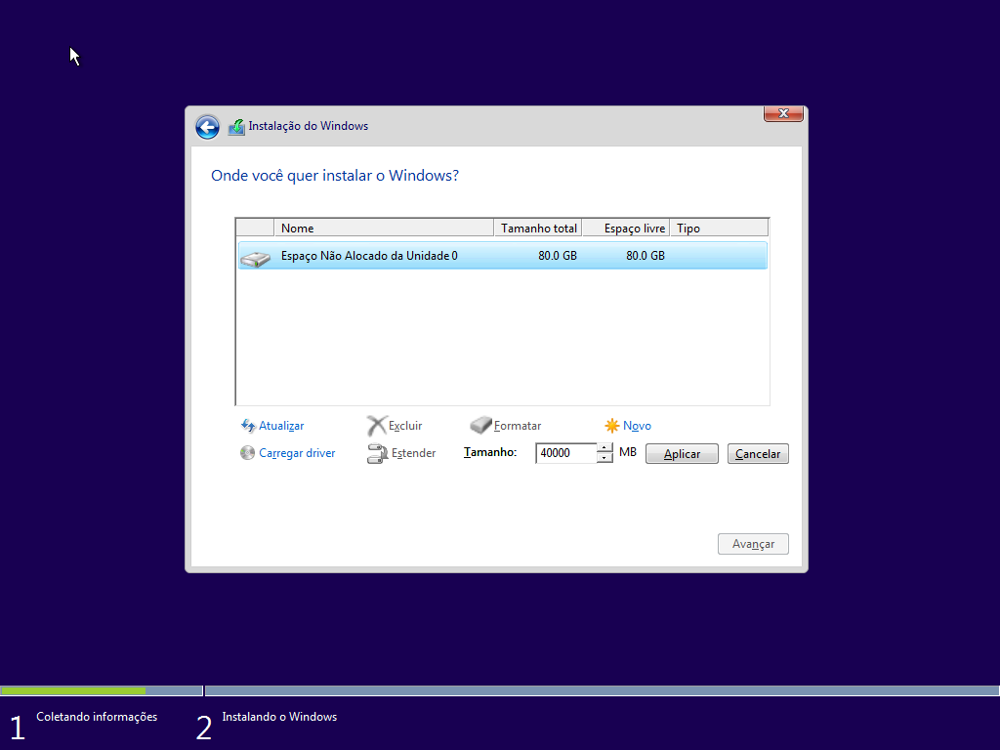 Instalação do Windows
Onde você quer instalar o Windows?
Nome Tamanho total Espaço livre Tipo
Espaço Não Alocado da Unidade 0 80.0 GB 80.0 GB
Atualizar Excluir Formatar Novo
Carregar driver Estender Tamanho: 40000 MB Aplicar Cancelar
Avançar
1 Coletando informações 2 Instalando o Windows